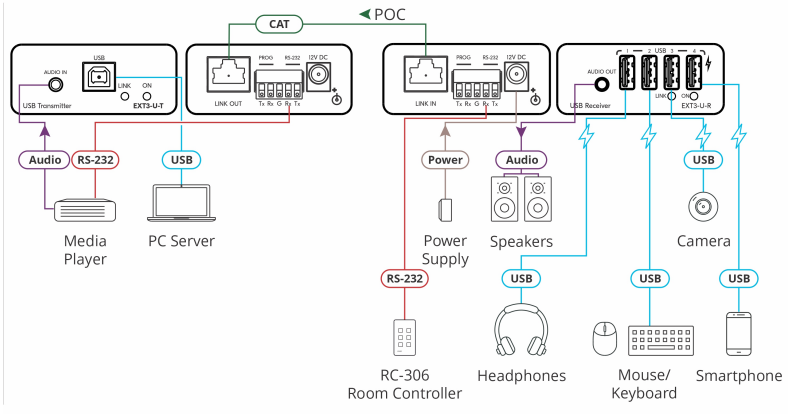 POC
CAT
USB
AUDIO IN
LINK
ON
USB Transmitter
EXT3-U-T
PROG
RS-232
12V DC
LINK OUT
Tx Rx G Rx Tx
PROG
RS-232
12V DC
LINK IN
Tx Rx G Rx Tx
1 2 USB 3 4
AUDIO OUT
LINK
ON
USB Receiver
EXT3-U-R
Audio
RS-232
USB
Power
Audio
USB
Media
Player
PC Server
Power
Supply
Speakers
Camera
RS-232
USB
USB
USB
RC-306
Room Controller
Headphones
Mouse/
Keyboard
Smartphone